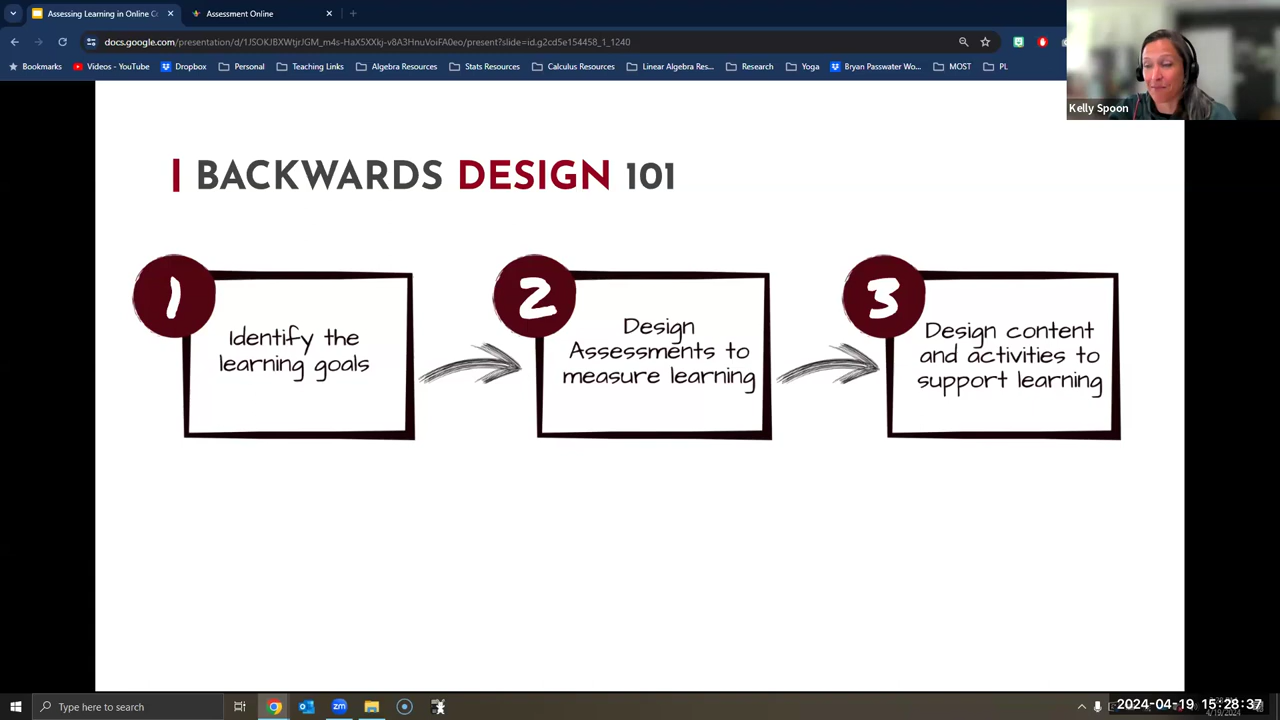 Assessing Learning in Online Co
Assessment Online
docs.google.com/presentation/d/1JSOKJBXWtjrJGM_m4s-HaX5XXkj-v8A3HnuVoiFA0eo/present?slide=id.g2cd5e154458_1_1240
Bookmarks
Videos - YouTube
Dropbox
Personal
Teaching Links
Algebra Resources
Stats Resources
Calculus Resources
Linear Algebra Res...
Research
Yoga
Bryan Passwater Wo...
MOST
PL
Kelly Spoon
BACKWARDS DESIGN 101
1
Identify the
learning goals
2
Design
Assessments to
measure learning
3
Design content
and activities to
support learning
Type here to search
zm
2024-04-19 15:28:37